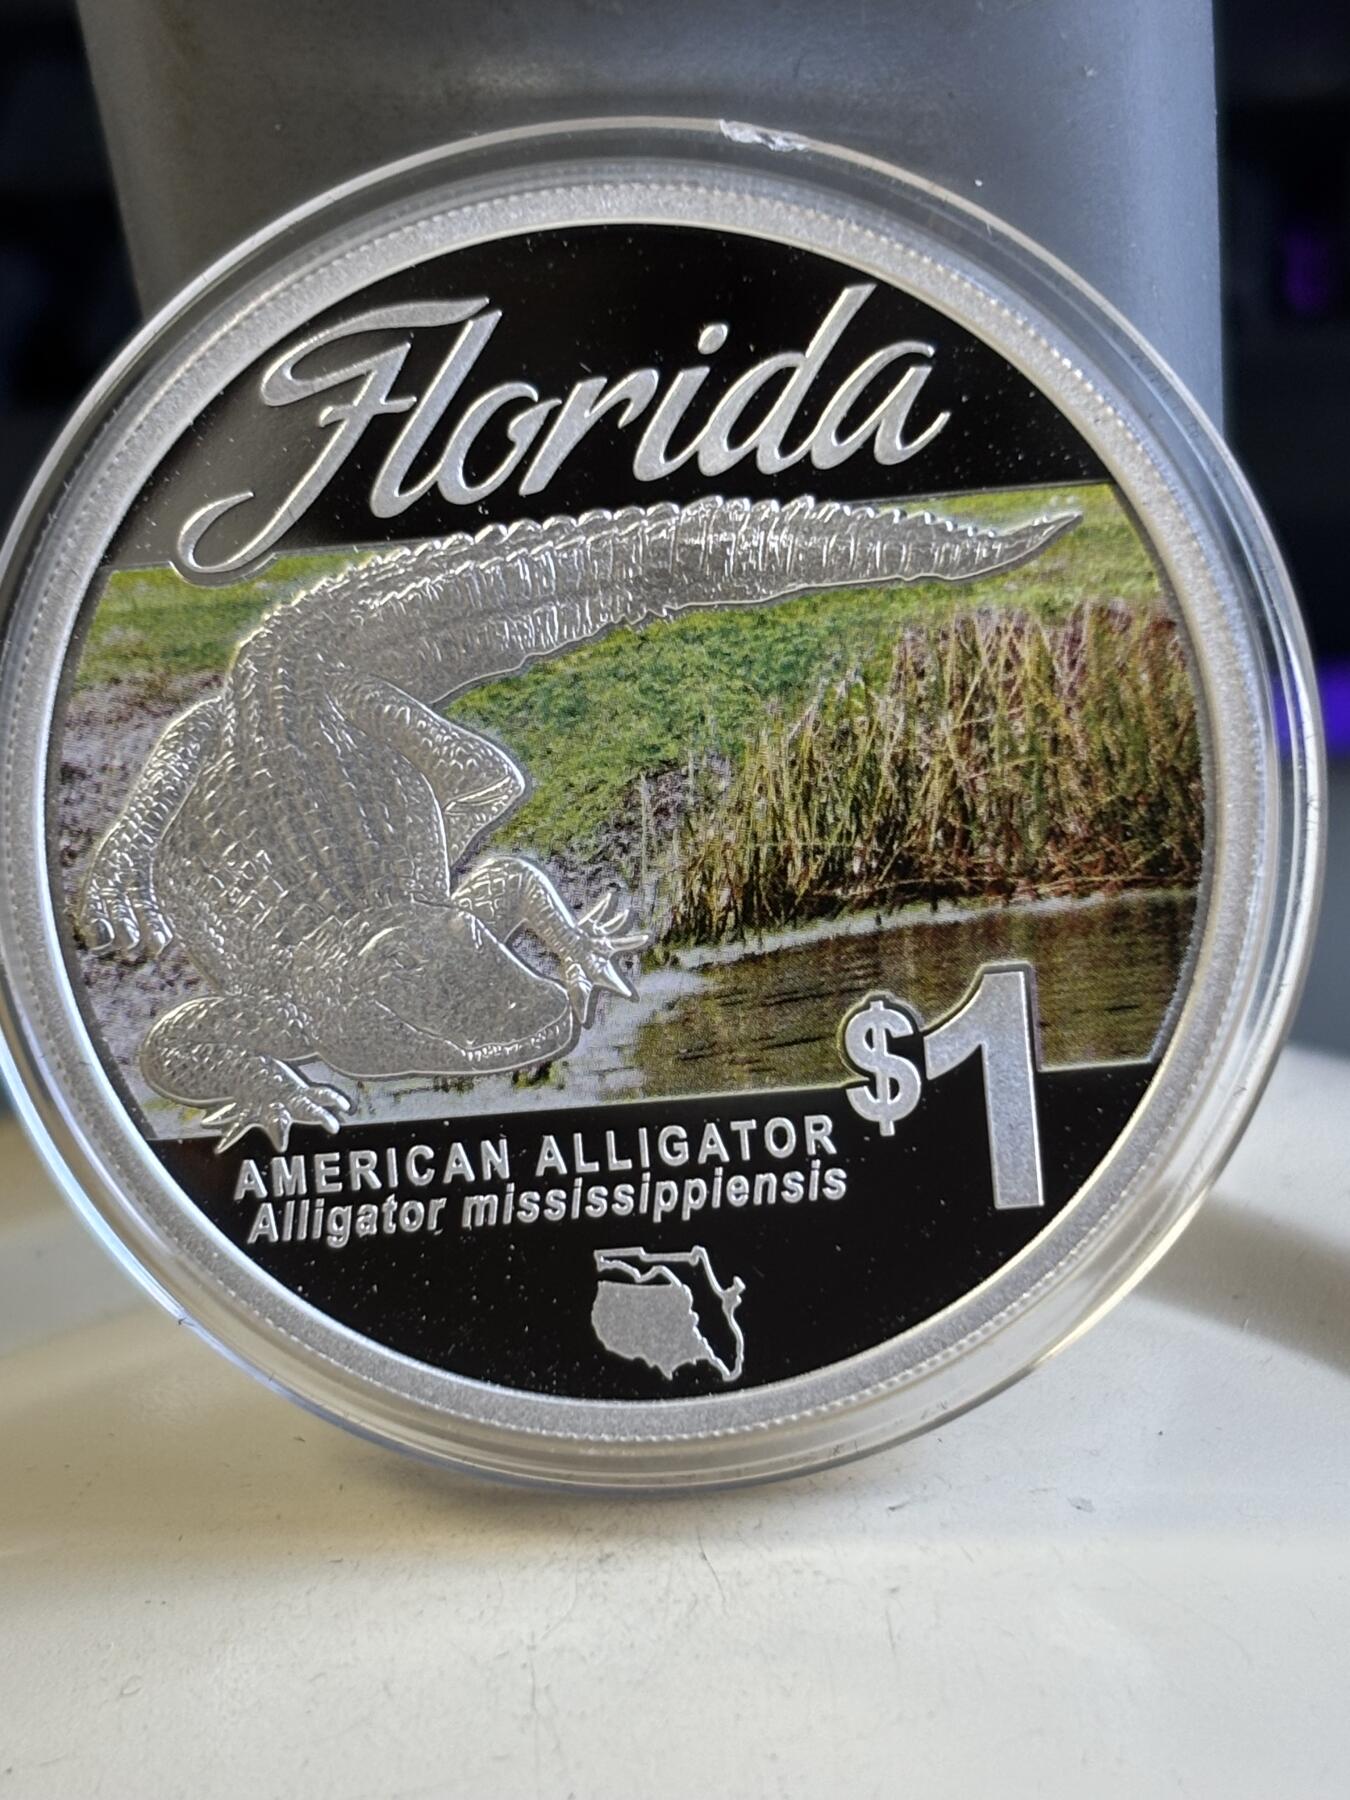 Florida
$1
AMERICAN ALLIGATOR
Alligator mississippiensis